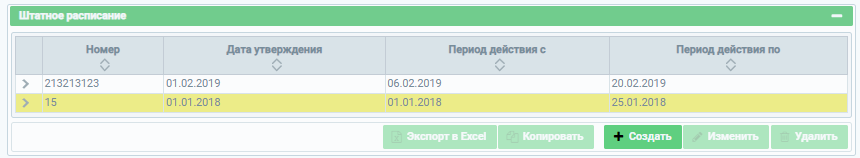 Штатное расписание
Номер Дата утверждения Период действия с Период действия по
213213123 01.02.2019 06.02.2019 20.02.2019
15 01.01.2018 01.01.2018 25.01.2018
Экспорт в Excel Копировать Создать Изменить Удалить